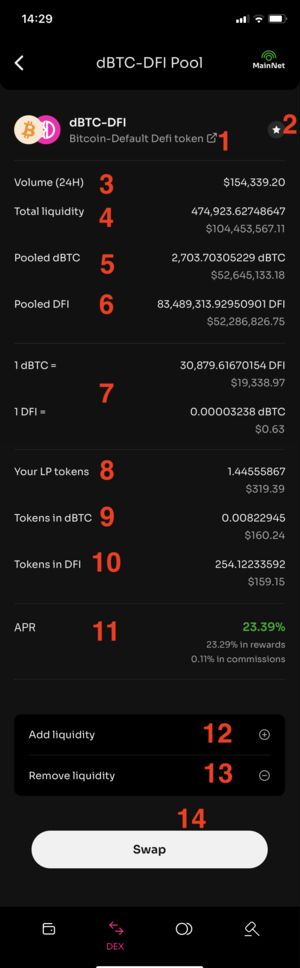 14:29
dBTC-DFI Pool
MainNet
dBTC-DFI
Bitcoin-Default Defi token 1
2
Volume (24H) 3 $154,339.20
Total liquidity 4 474,923.62748647
$104,453,567.11
Pooled dBTC 5 2,703.70305229 dBTC
$52,645,133.18
Pooled DFI 6 83,489,313.92950901 DFI
$52,286,826.75
1 dBTC = 30,879.61670154 DFI
$19,338.97
7
1 DFI = 0.00003238 dBTC
$0.63
Your LP tokens 8 1.44555867
$319.39
Tokens in dBTC 9 0.00822945
$160.24
Tokens in DFI 10 254.12233592
$159.15
APR 11 23.39%
23.29% in rewards
0.11% in commissions
Add liquidity 12
Remove liquidity 13
14
Swap
DEX